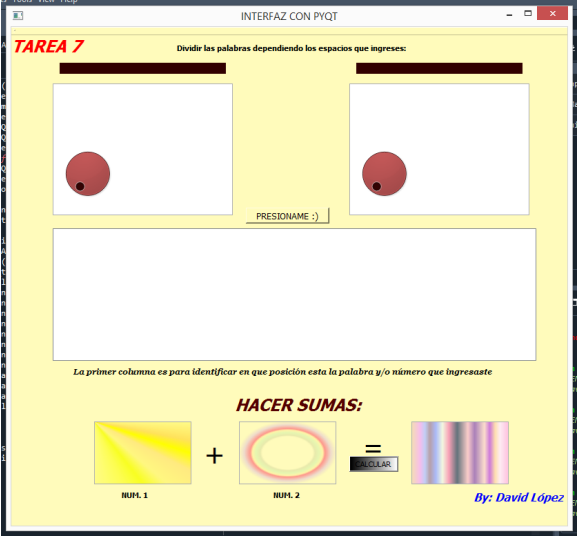 Tools View Help
INTERFAZ CON PYQT
TAREA 7
Dividir las palabras dependiendo los espacios que ingreses:
PRESIONAME :)
La primer columna es para identificar en que posición esta la palabra y/o número que ingresaste
HACER SUMAS:
+
=
CALCULAR
NUM. 1
NUM. 2
By: David López